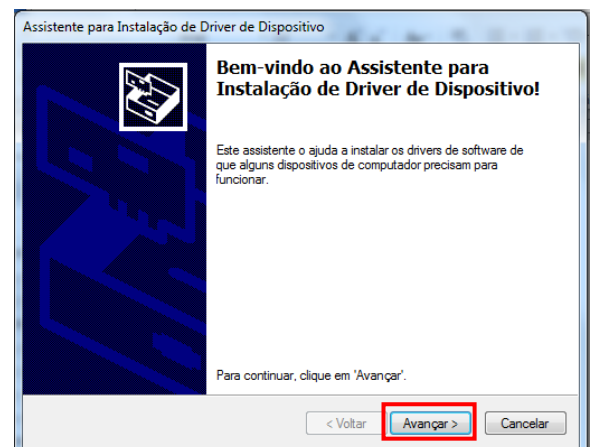 Assistente para Instalação de Driver de Dispositivo
Bem-vindo ao Assistente para
Instalação de Driver de Dispositivo!
Este assistente o ajuda a instalar os drivers de software de
que alguns dispositivos de computador precisam para
funcionar.
Para continuar, clique em 'Avançar'.
< Voltar Avançar > Cancelar